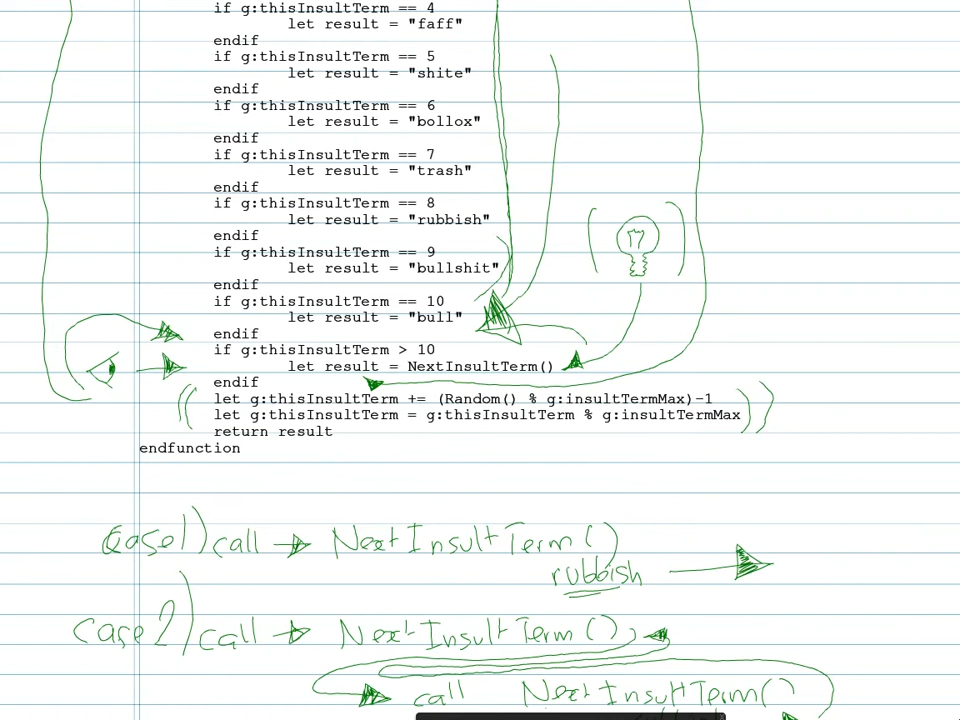 if g:thisInsultTerm == 4
let result = "faff"
endif
if g:thisInsultTerm == 5
let result = "shite"
endif
if g:thisInsultTerm == 6
let result = "bollox"
endif
if g:thisInsultTerm == 7
let result = "trash"
endif
if g:thisInsultTerm == 8
let result = "rubbish"
endif
if g:thisInsultTerm == 9
let result = "bullshit"
endif
if g:thisInsultTerm == 10
let result = "bull"
endif
if g:thisInsultTerm > 10
let result = NextInsultTerm()
endif
let g:thisInsultTerm += (Random() % g:insultTermMax)-1
let g:thisInsultTerm = g:thisInsultTerm % g:insultTermMax
return result
endfunction
case1) call NextInsultTerm()
rubbish
case 2) call NextInsultTerm()
call NextInsultTerm()